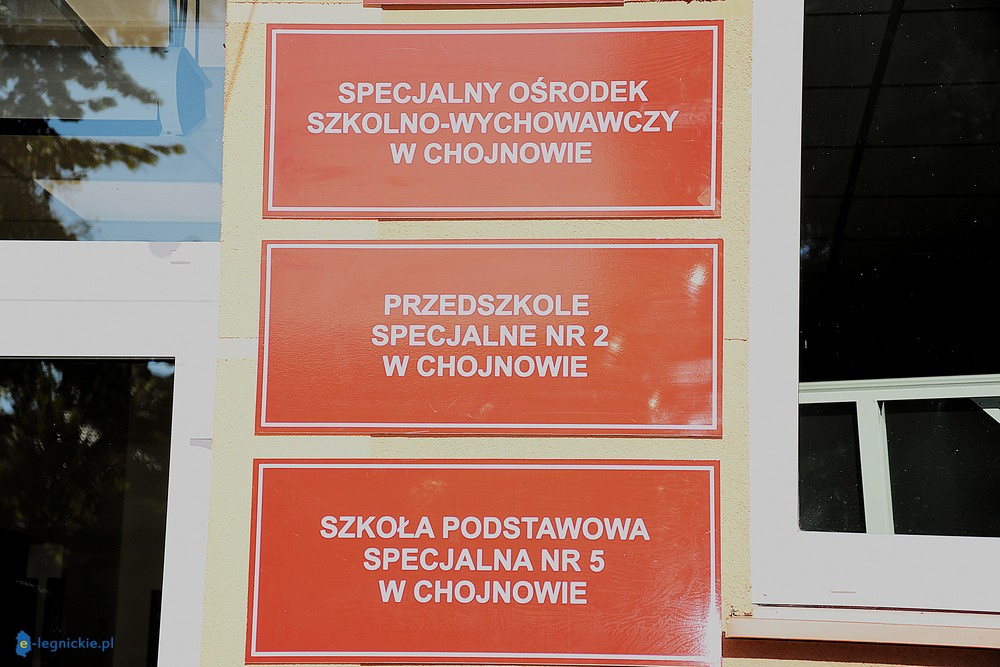 SPECJALNY OŚRODEK
SZKOLNO-WYCHOWAWCZY
W CHOJNOWIE
PRZEDSZKOLE
SPECJALNE NR 2
W CHOJNOWIE
SZKOŁA PODSTAWOWA
SPECJALNA NR 5
W CHOJNOWIE
e-legnickie.pl